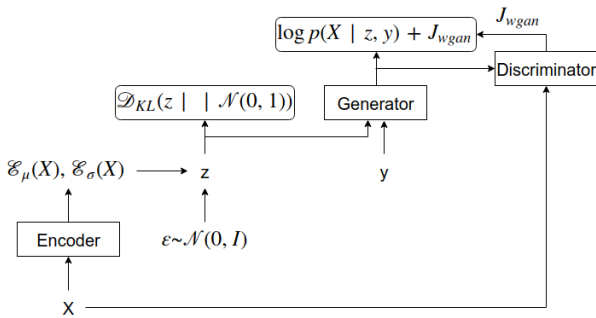 J_{wgan}
log p(X | z, y) + J_{wgan}
Discriminator
𝒟_{KL}(z | | 𝒩(0, 1))
Generator
ℰ_μ(X), ℰ_σ(X)
z
y
Encoder
ε~𝒩(0, I)
X